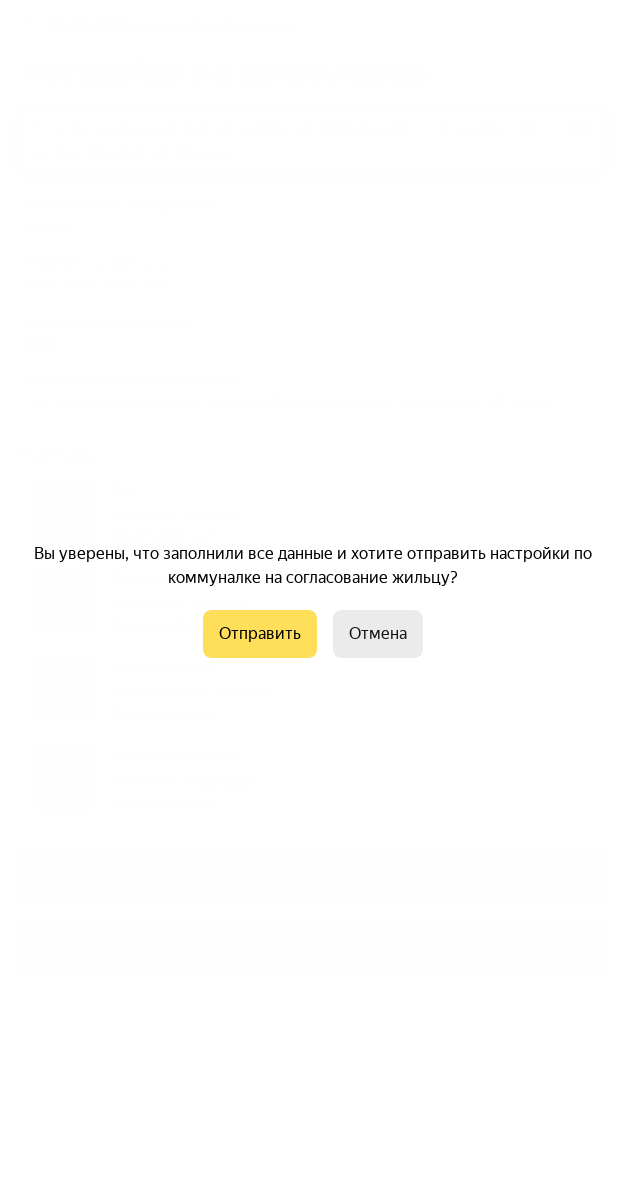 Вы уверены, что заполнили все данные и хотите отправить настройки по
коммуналке на согласование жильцу?
Отправить
Отмена